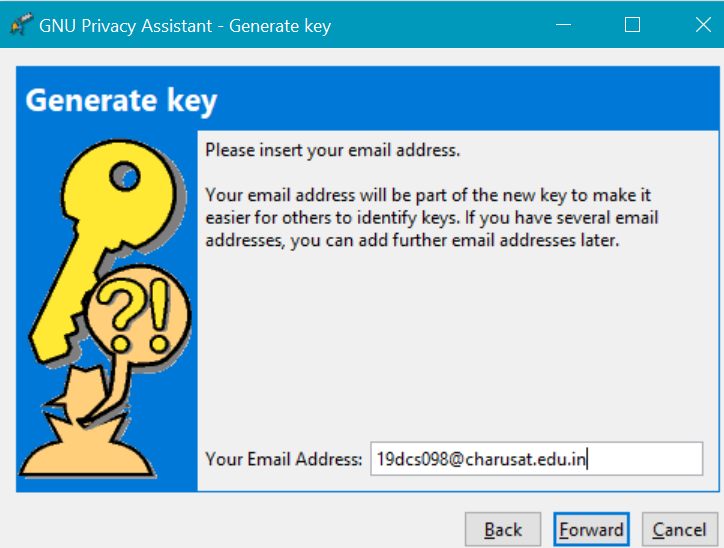 GNU Privacy Assistant - Generate key
Generate key
Please insert your email address.
Your email address will be part of the new key to make it
easier for others to identify keys. If you have several email
addresses, you can add further email addresses later.
?!
Your Email Address: 19dcs098@charusat.edu.in
Back Forward Cancel